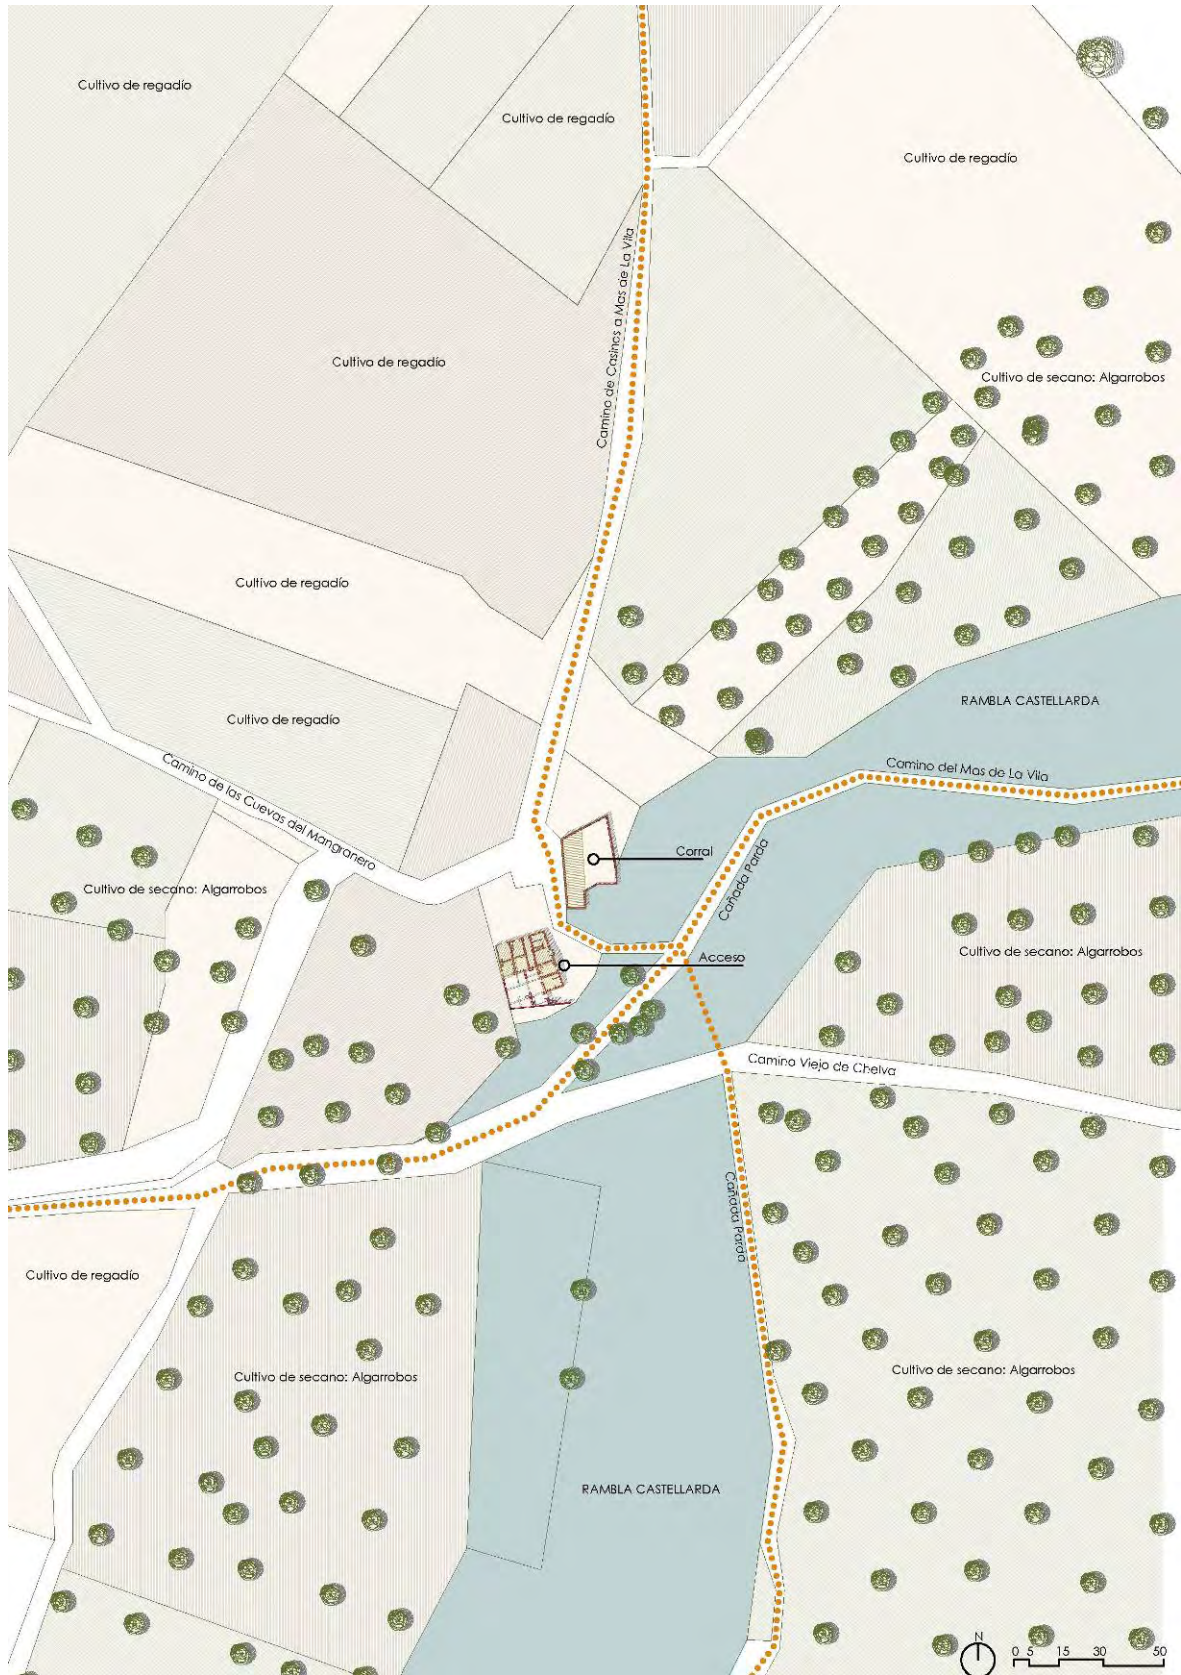 Cultivo de regadío
Cultivo de regadío
Cultivo de regadío
Camino de Casinos a Mas de La Vila
Cultivo de regadío
Cultivo de secano: Algarrobos
Cultivo de regadío
RAMBLA CASTELLARDA
Cultivo de regadío
Camino de las Cuevas del Mangranero
Camino del Mas de La Vila
Corral
Cañada Parda
Cultivo de secano: Algarrobos
Acceso
Cultivo de secano: Algarrobos
Camino Viejo de Chelva
Cañada Parda
Cultivo de regadío
Cultivo de secano: Algarrobos
Cultivo de secano: Algarrobos
RAMBLA CASTELLARDA
N
0 5 15 30 50